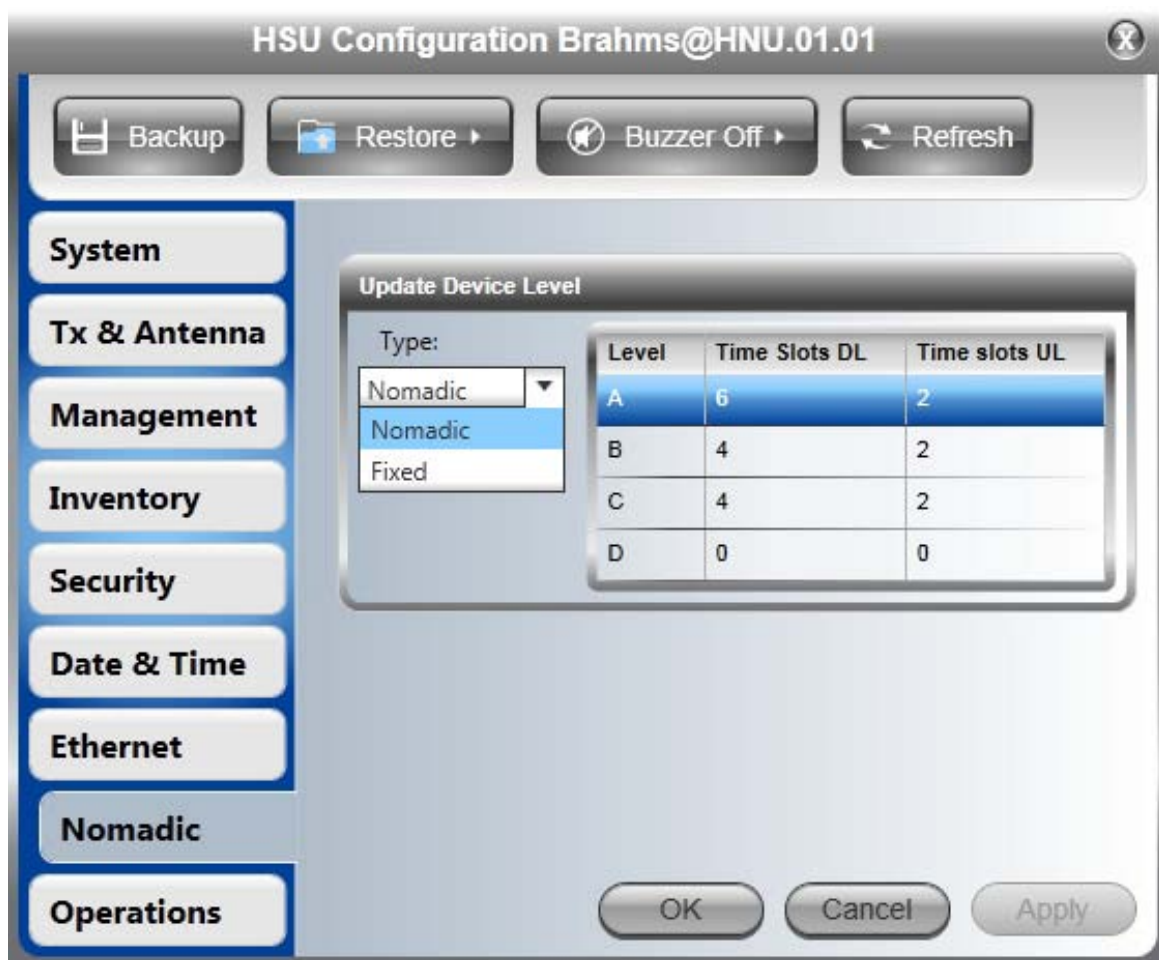 HSU Configuration Brahms@HNU.01.01
X
Backup Restore Buzzer Off Refresh
System
Tx & Antenna
Management
Inventory
Security
Date & Time
Ethernet
Nomadic
Operations
Update Device Level
Type:
Nomadic
Nomadic
Fixed
Level Time Slots DL Time slots UL
A 6 2
B 4 2
C 4 2
D 0 0
OK Cancel Apply